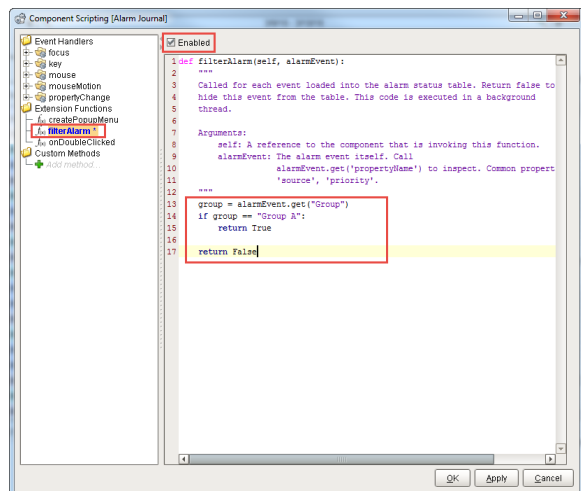 Component Scripting [Alarm Journal]
Event Handlers
focus
key
mouse
mouseMotion
propertyChange
Extension Functions
createPopupMenu
filterAlarm *
onDoubleClicked
Custom Methods
Add method...
Enabled
1 def filterAlarm(self, alarmEvent):
2 """
3 Called for each event loaded into the alarm status table. Return false to
4 hide this event from the table. This code is executed in a background
5 thread.
6
7 Arguments:
8 self: A reference to the component that is invoking this function.
9 alarmEvent: The alarm event itself. Call
10 alarmEvent.get('propertyName') to inspect. Common propert
11 'source', 'priority'.
12 """
13 group = alarmEvent.get("Group")
14 if group == "Group A":
15 return True
16
17 return False
OK Apply Cancel